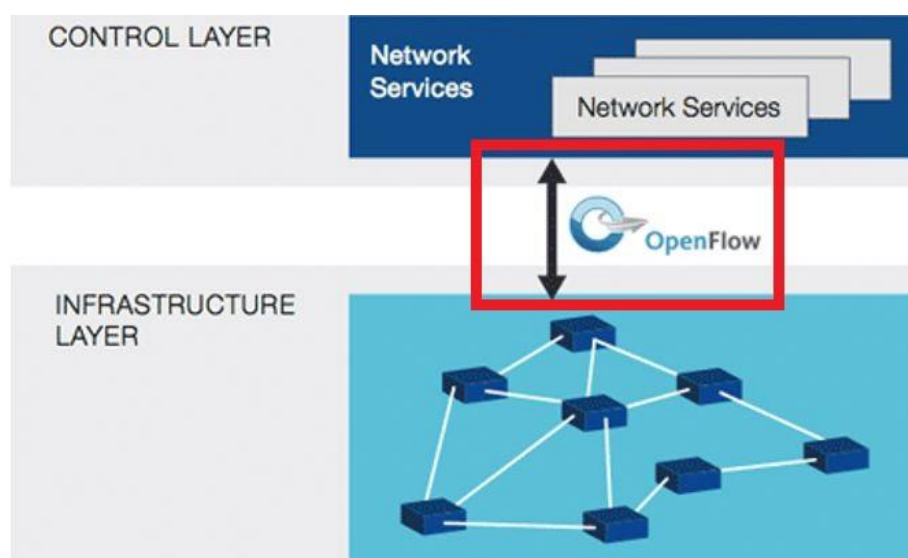 CONTROL LAYER
Network
Services
Network Services
OpenFlow
INFRASTRUCTURE
LAYER